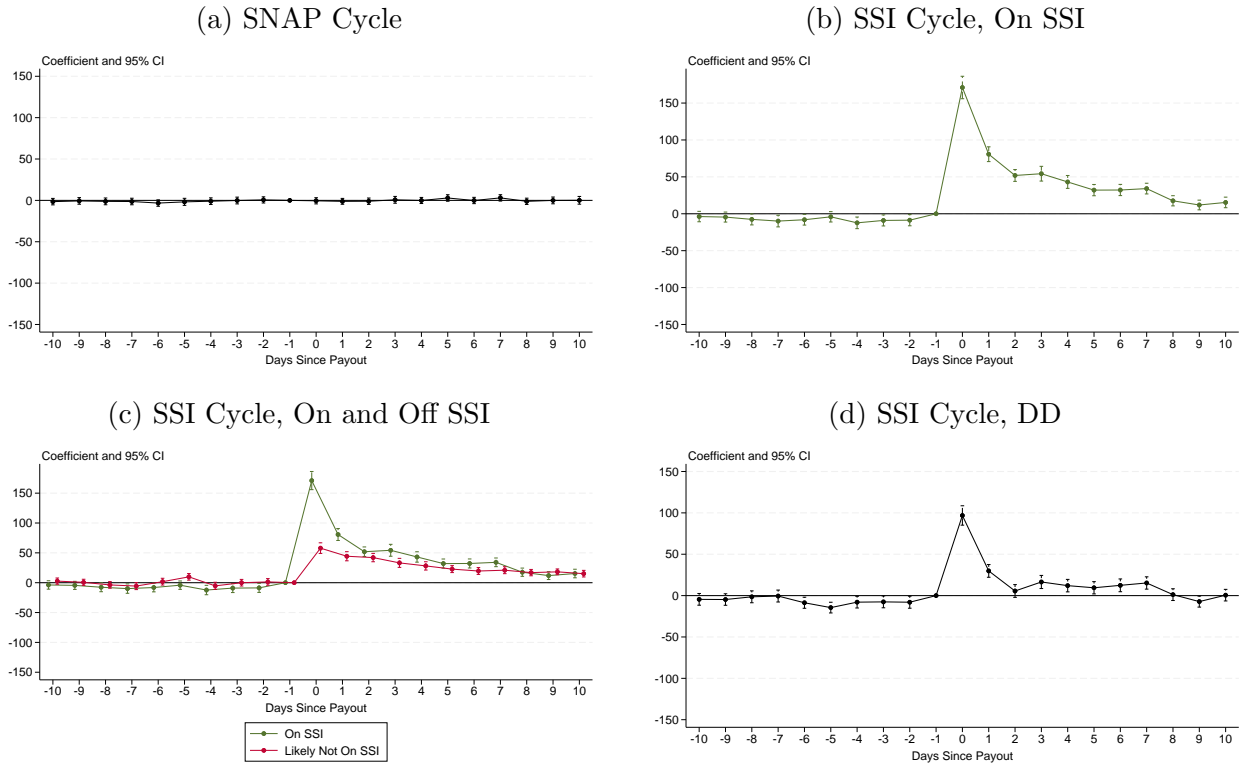 (a) SNAP Cycle
Coefficient and 95% CI
150
100
50
0
-50
-100
-150
-10 -9 -8 -7 -6 -5 -4 -3 -2 -1 0 1 2 3 4 5 6 7 8 9 10
Days Since Payout
(b) SSI Cycle, On SSI
Coefficient and 95% CI
150
100
50
0
-50
-100
-150
-10 -9 -8 -7 -6 -5 -4 -3 -2 -1 0 1 2 3 4 5 6 7 8 9 10
Days Since Payout
(c) SSI Cycle, On and Off SSI
Coefficient and 95% CI
150
100
50
0
-50
-100
-150
-10 -9 -8 -7 -6 -5 -4 -3 -2 -1 0 1 2 3 4 5 6 7 8 9 10
Days Since Payout
On SSI
Likely Not On SSI
(d) SSI Cycle, DD
Coefficient and 95% CI
150
100
50
0
-50
-100
-150
-10 -9 -8 -7 -6 -5 -4 -3 -2 -1 0 1 2 3 4 5 6 7 8 9 10
Days Since Payout